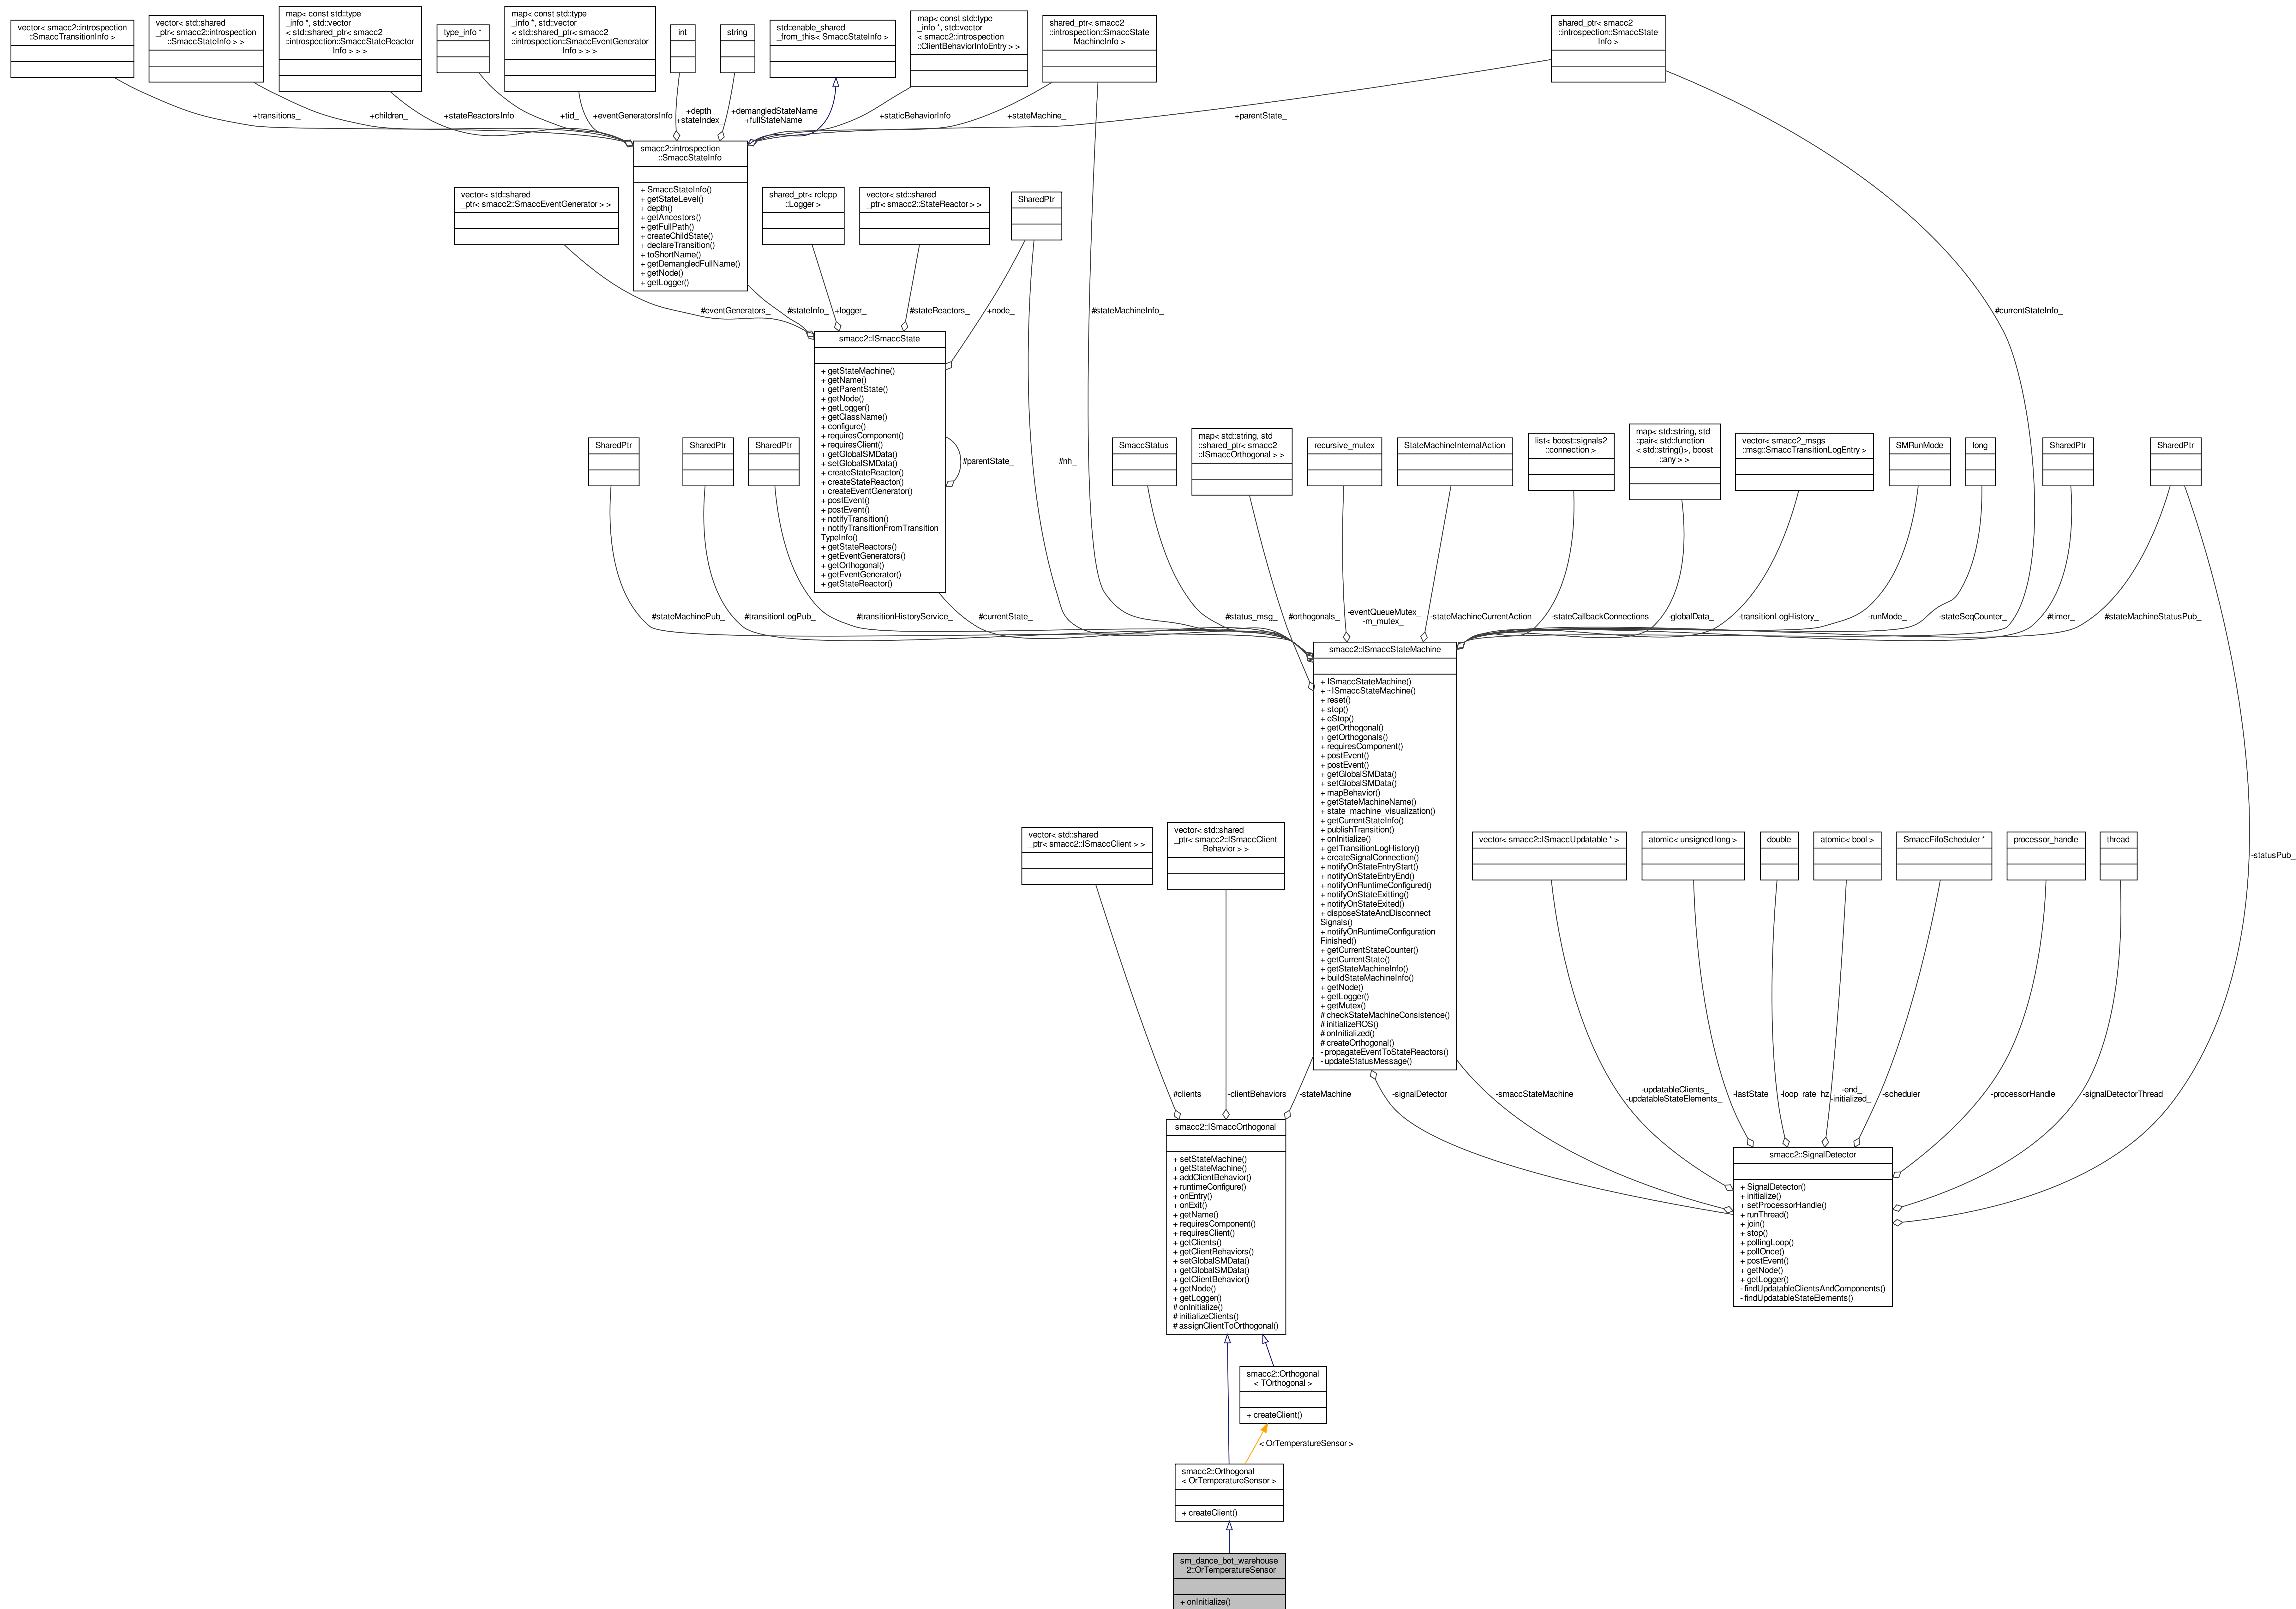 vector< smacc2::introspection
::SmaccTransitionInfo >
vector< std::shared
_ptr< smacc2::introspection
::SmaccStateInfo > >
map< const std::type
_info *, std::vector
< std::shared_ptr< smacc2
::introspection::SmaccStateReactor
Info > > >
type_info *
map< const std::type
_info *, std::vector
< std::shared_ptr< smacc2
::introspection::SmaccEventGenerator
Info > > >
int
string
std::enable_shared
_from_this< SmaccStateInfo >
map< const std::type
_info *, std::vector
< smacc2::introspection
::ClientBehaviorInfoEntry > >
shared_ptr< smacc2
::introspection::SmaccState
MachineInfo >
shared_ptr< smacc2
::introspection::SmaccState
Info >
+transitions_
+children_
+stateReactorsInfo
+tid_
+eventGeneratorsInfo
+depth_
+stateIndex_
+demangledStateName
+fullStateName
+staticBehaviorInfo
+stateMachine_
+parentState_
smacc2::introspection
::SmaccStateInfo
+ SmaccStateInfo()
+ getStateLevel()
+ depth()
+ getAncestors()
+ getFullPath()
+ createChildState()
+ declareTransition()
+ toShortName()
+ getDemangledFullName()
+ getNode()
+ getLogger()
vector< std::shared
_ptr< smacc2::SmaccEventGenerator > >
shared_ptr< rclcpp
::Logger >
vector< std::shared
_ptr< smacc2::StateReactor > >
SharedPtr
#eventGenerators_
#stateInfo_
+logger_
#stateReactors_
+node_
#stateMachineInfo_
#currentStateInfo_
smacc2::ISmaccState
+ getStateMachine()
+ getName()
+ getParentState()
+ getNode()
+ getLogger()
+ getClassName()
+ configure()
+ requiresComponent()
+ requiresClient()
+ getGlobalSMData()
+ setGlobalSMData()
+ createStateReactor()
+ createStateReactor()
+ createEventGenerator()
+ postEvent()
+ postEvent()
+ notifyTransition()
+ notifyTransitionFromTransition
TypeInfo()
+ getStateReactors()
+ getEventGenerators()
+ getOrthogonal()
+ getEventGenerator()
+ getStateReactor()
#parentState_
#nh_
SharedPtr
SharedPtr
SharedPtr
SmaccStatus
map< std::string, std
::shared_ptr< smacc2
::ISmaccOrthogonal > >
recursive_mutex
StateMachineInternalAction
list< boost::signals2
::connection >
map< std::string, std
::pair< std::function
< std::string()>, boost
::any > >
vector< smacc2_msgs
::msg::SmaccTransitionLogEntry >
SMRunMode
long
SharedPtr
SharedPtr
#stateMachinePub_
#transitionLogPub_
#transitionHistoryService_
#currentState_
#status_msg_
#orthogonals_
-eventQueueMutex_
-m_mutex_
-stateMachineCurrentAction
-stateCallbackConnections
-globalData_
-transitionLogHistory_
-runMode_
-stateSeqCounter_
#timer_
#stateMachineStatusPub_
smacc2::ISmaccStateMachine
+ ISmaccStateMachine()
+ ~ISmaccStateMachine()
+ reset()
+ stop()
+ eStop()
+ getOrthogonal()
+ getOrthogonals()
+ requiresComponent()
+ postEvent()
+ postEvent()
+ getGlobalSMData()
+ setGlobalSMData()
+ mapBehavior()
+ getStateMachineName()
+ state_machine_visualization()
+ getCurrentStateInfo()
+ publishTransition()
+ onInitialize()
+ getTransitionLogHistory()
+ createSignalConnection()
+ notifyOnStateEntryStart()
+ notifyOnStateEntryEnd()
+ notifyOnRuntimeConfigured()
+ notifyOnStateExitting()
+ notifyOnStateExited()
+ disposeStateAndDisconnect
Signals()
+ notifyOnRuntimeConfiguration
Finished()
+ getCurrentStateCounter()
+ getCurrentState()
+ getStateMachineInfo()
+ buildStateMachineInfo()
+ getNode()
+ getLogger()
+ getMutex()
# checkStateMachineConsistence()
# initializeROS()
# onInitialized()
# createOrthogonal()
- propagateEventToStateReactors()
- updateStatusMessage()
vector< std::shared
_ptr< smacc2::ISmaccClient > >
vector< std::shared
_ptr< smacc2::ISmaccClient
Behavior > >
vector< smacc2::ISmaccUpdatable * >
atomic< unsigned long >
double
atomic< bool >
SmaccFifoScheduler *
processor_handle
thread
-statusPub_
#clients_
-clientBehaviors_
-stateMachine_
-signalDetector_
-smaccStateMachine_
-updatableClients_
-updatableStateElements_
-lastState_
-loop_rate_hz
-end_
-initialized_
-scheduler_
-processorHandle_
-signalDetectorThread_
smacc2::ISmaccOrthogonal
+ setStateMachine()
+ getStateMachine()
+ addClientBehavior()
+ runtimeConfigure()
+ onEntry()
+ onExit()
+ getName()
+ requiresComponent()
+ requiresClient()
+ getClients()
+ getClientBehaviors()
+ setGlobalSMData()
+ getGlobalSMData()
+ getClientBehavior()
+ getNode()
+ getLogger()
# onInitialize()
# initializeClients()
# assignClientToOrthogonal()
smacc2::SignalDetector
+ SignalDetector()
+ initialize()
+ setProcessorHandle()
+ runThread()
+ join()
+ stop()
+ pollingLoop()
+ pollOnce()
+ postEvent()
+ getNode()
+ getLogger()
- findUpdatableClientsAndComponents()
- findUpdatableStateElements()
smacc2::Orthogonal
< TOrthogonal >
+ createClient()
< OrTemperatureSensor >
smacc2::Orthogonal
< OrTemperatureSensor >
+ createClient()
sm_dance_bot_warehouse
_2::OrTemperatureSensor
+ onInitialize()